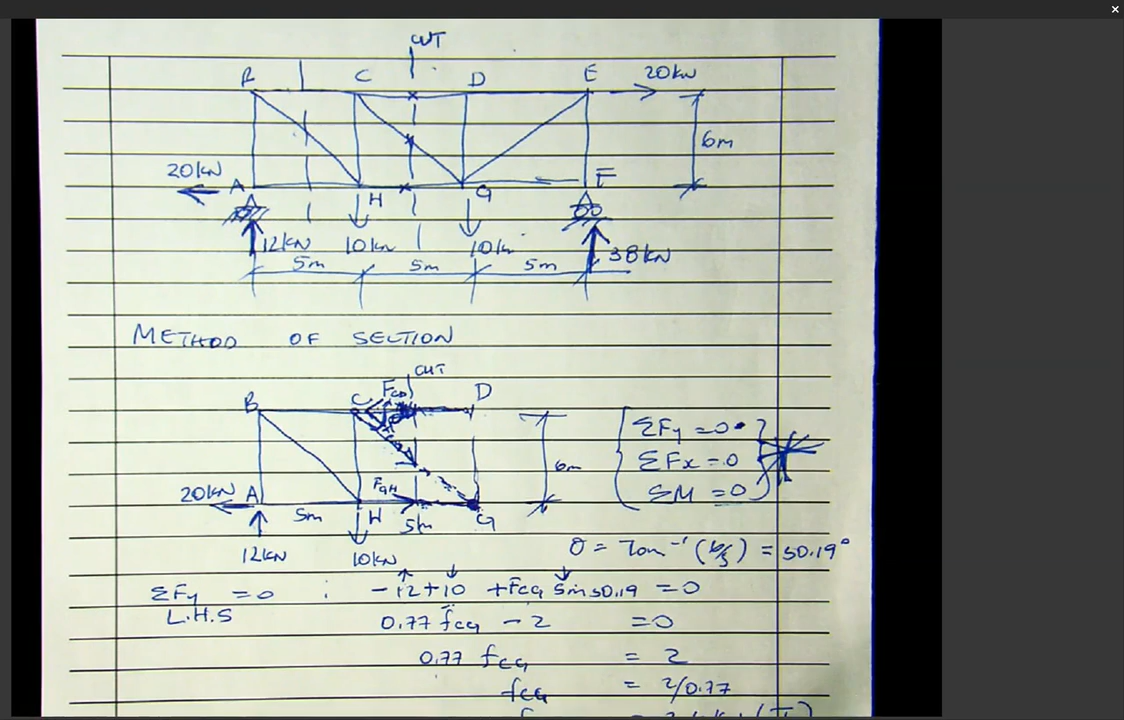 CUT
B C D E 20kN
6m
20kN A H G F
12kN 10kN 10k 38kN
5m 5m 5m
METHOD OF SECTION
CUT
B C FCD D
ΣFy = 0
6m ΣFx = 0
20kN A FGH ΣM = 0
5m H 5m G
12kN 10kN θ = Tan⁻¹(6/5) = 50.19°
ΣFy = 0 : -12+10 +FCG Sin50.19 = 0
L.H.S 0.77 fCG - 2 = 0
0.77 fCG = 2
fCG = 2/0.77